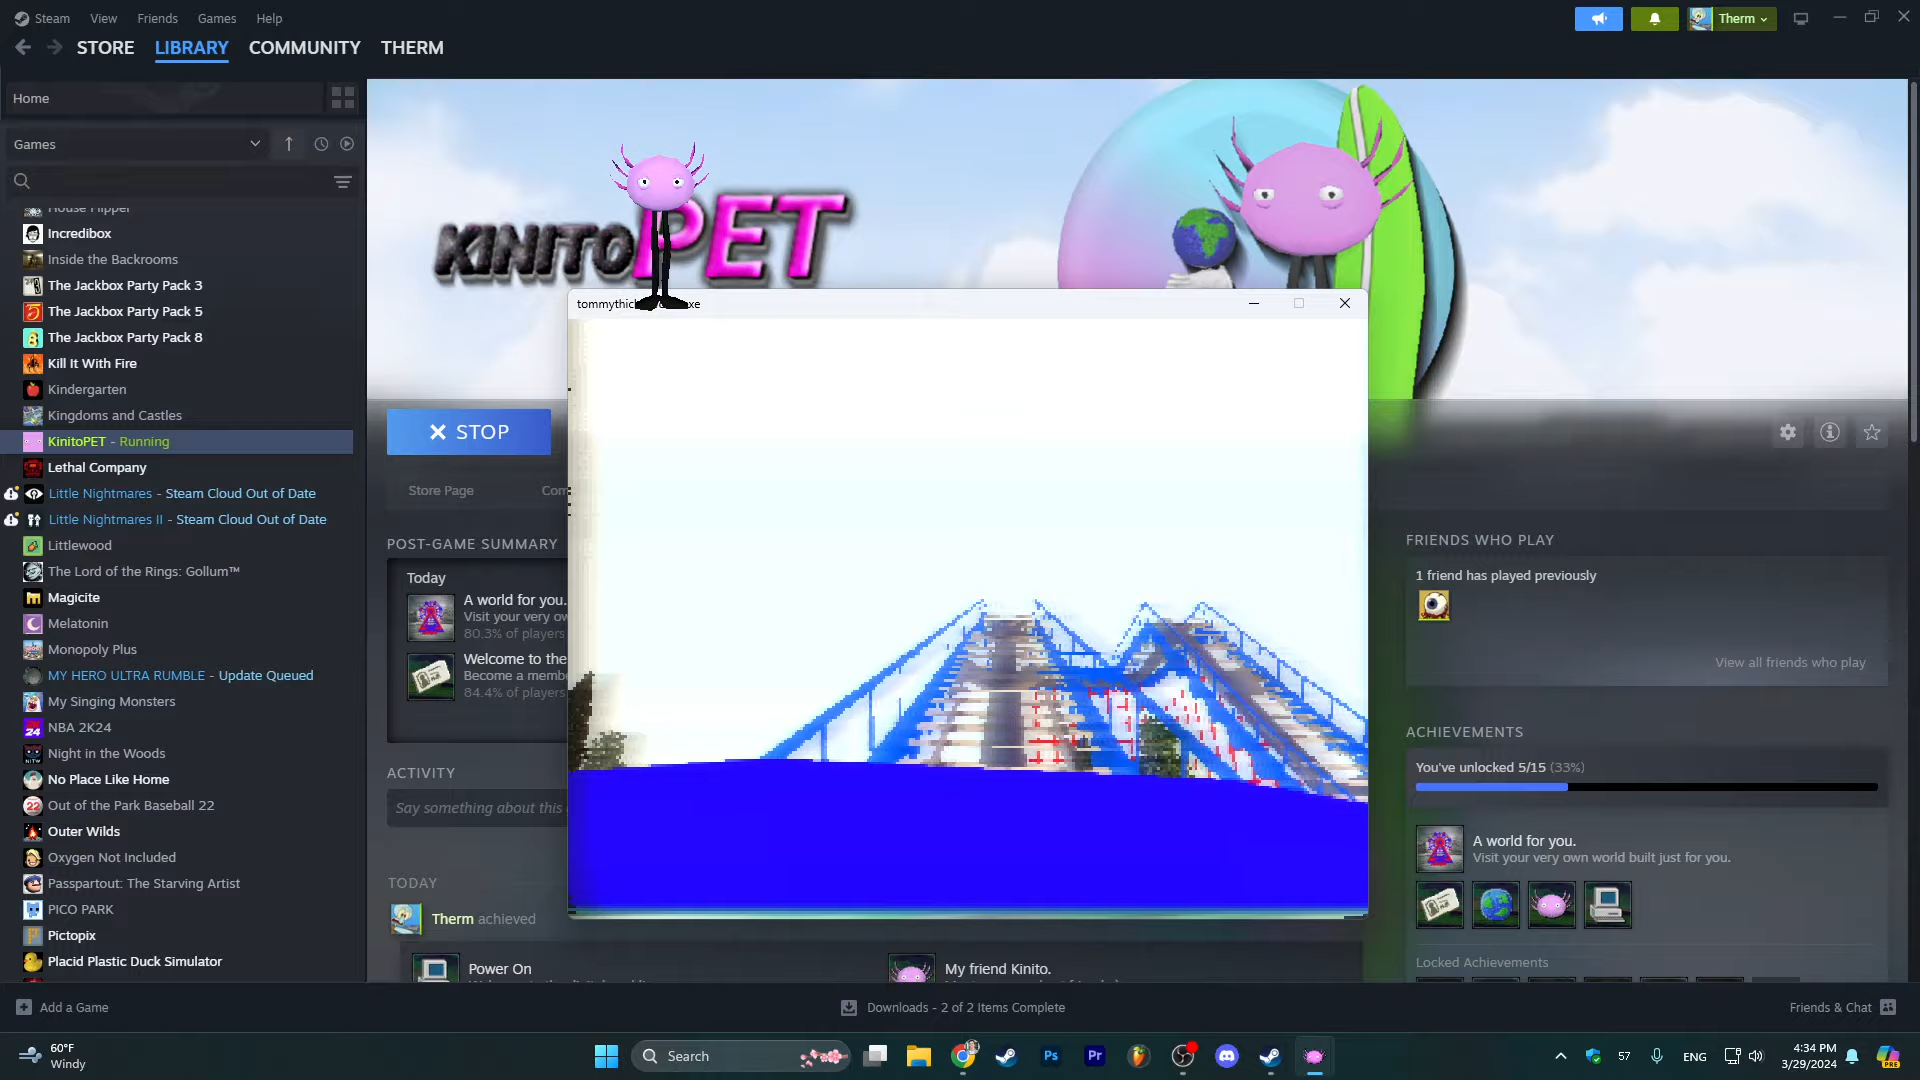 Steam
View
Friends
Games
Help
Therm
STORE
LIBRARY
COMMUNITY
THERM
Home
Games
House Flipper
Incredibox
Inside the Backrooms
The Jackbox Party Pack 3
The Jackbox Party Pack 5
The Jackbox Party Pack 8
Kill It With Fire
Kindergarten
Kingdoms and Castles
KinitoPET - Running
Lethal Company
Little Nightmares - Steam Cloud Out of Date
Little Nightmares II - Steam Cloud Out of Date
Littlewood
The Lord of the Rings: Gollum™
Magicite
Melatonin
Monopoly Plus
MY HERO ULTRA RUMBLE - Update Queued
My Singing Monsters
NBA 2K24
Night in the Woods
No Place Like Home
Out of the Park Baseball 22
Outer Wilds
Oxygen Not Included
Passpartout: The Starving Artist
PICO PARK
Pictopix
Placid Plastic Duck Simulator
KINITOPET
STOP
Store Page
POST-GAME SUMMARY
Today
A world for you.
Visit your very
80.3% of players
Welcome to the
Become a
84.4% of players
ACTIVITY
Say something about this
TODAY
Therm achieved
Power On
My friend Kinito.
FRIENDS WHO PLAY
1 friend has played previously
View all friends who play
ACHIEVEMENTS
You've unlocked 5/15 (33%)
A world for you.
Visit your very own world built just for you.
Locked Achievements
Add a Game
Downloads - 2 of 2 Items Complete
Friends & Chat
60°F
Windy
Search
Ps
Pr
57
ENG
4:34 PM
3/29/2024
PRE